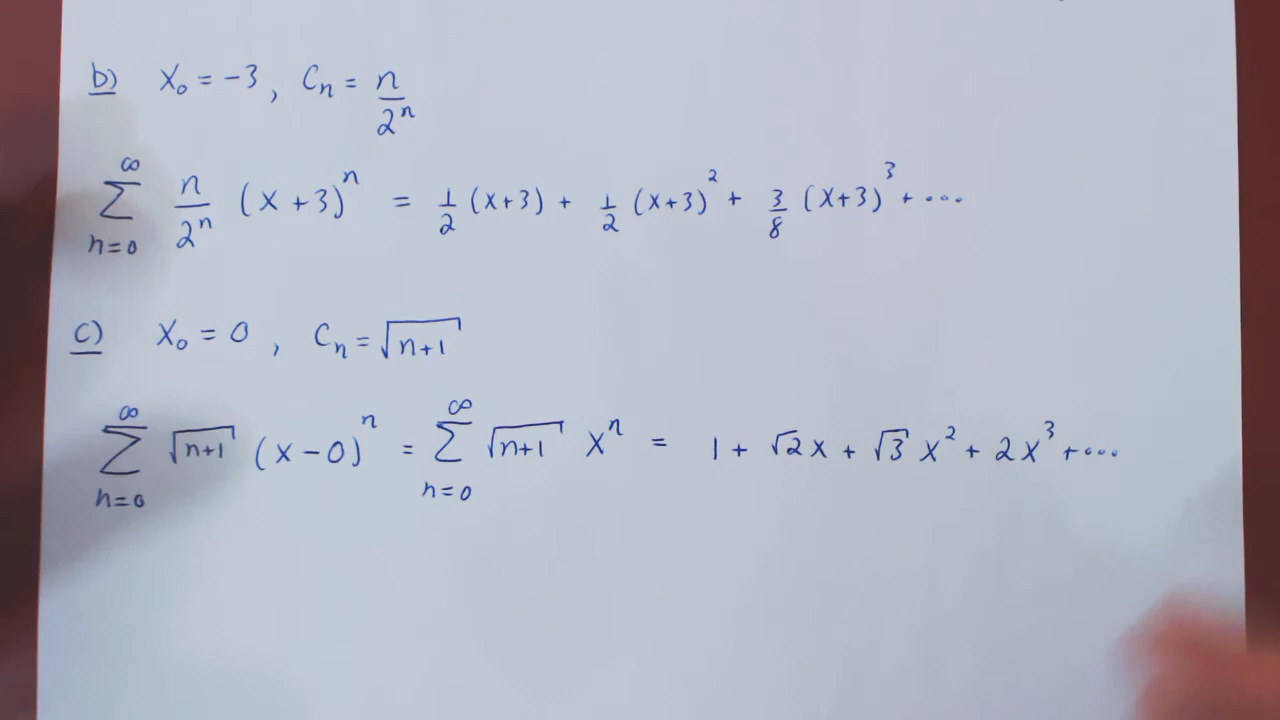 b) X₀ = -3, Cₙ = n/2ⁿ
∑_{n=0}^{∞} n/2ⁿ (x+3)ⁿ = 1/2 (x+3) + 1/2 (x+3)² + 3/8 (x+3)³ + ...
c) X₀ = 0, Cₙ = √(n+1)
∑_{n=0}^{∞} √(n+1) (x-0)ⁿ = ∑_{n=0}^{∞} √(n+1) xⁿ = 1 + √2x + √3 x² + 2x³ + ...